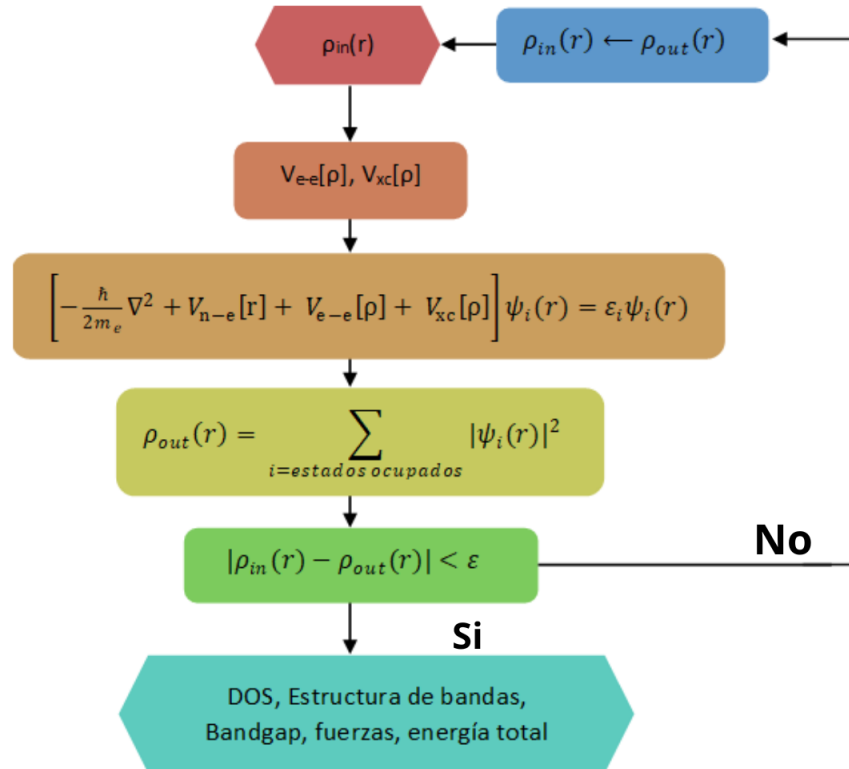 ρin(r)
ρ_in(r) ← ρ_out(r)
Ve-e[ρ], Vxc[ρ]
[-ħ/2m_e ∇² + V_n−e[r] + V_e−e[ρ] + V_xc[ρ]] ψ_i(r) = ε_i ψ_i(r)
ρ_out(r) = ∑ |ψ_i(r)|²
i=estados ocupados
|ρ_in(r) − ρ_out(r)| < ε
No
Si
DOS, Estructura de bandas,
Bandgap, fuerzas, energía total